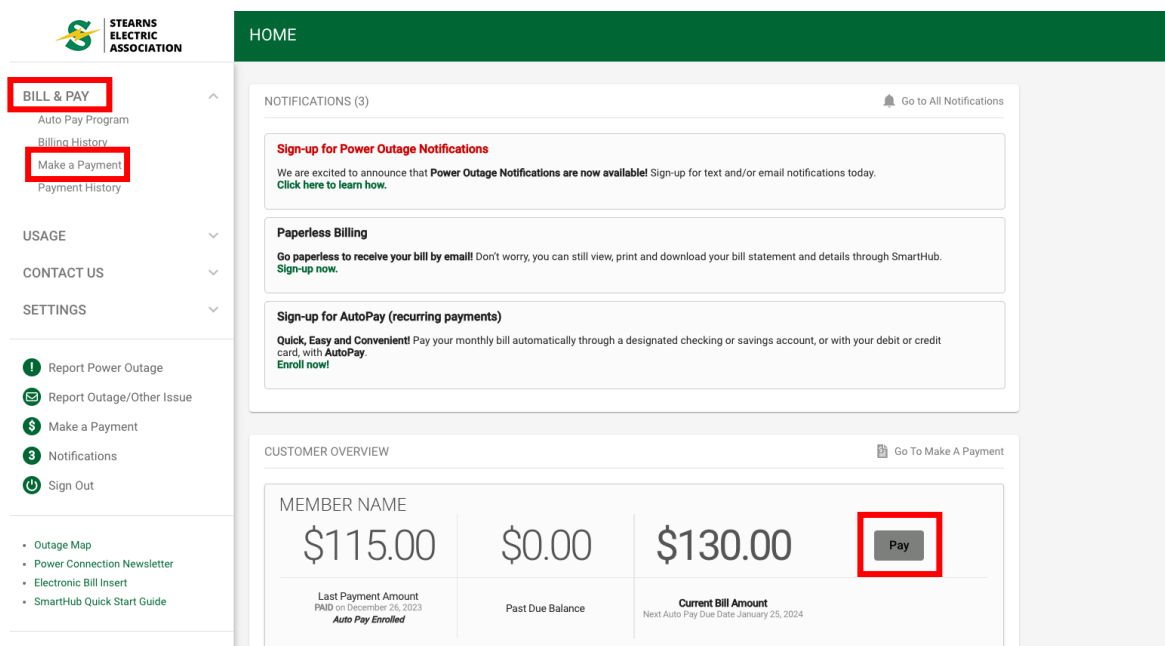 STEARNS
ELECTRIC
ASSOCIATION
HOME
BILL & PAY
Auto Pay Program
Billing History
Make a Payment
Payment History
USAGE
CONTACT US
SETTINGS
! Report Power Outage
Report Outage/Other Issue
$ Make a Payment
3 Notifications
Sign Out
• Outage Map
• Power Connection Newsletter
• Electronic Bill Insert
• SmartHub Quick Start Guide
NOTIFICATIONS (3)
Go to All Notifications
Sign-up for Power Outage Notifications
We are excited to announce that Power Outage Notifications are now available! Sign-up for text and/or email notifications today.
Click here to learn how.
Paperless Billing
Go paperless to receive your bill by email! Don't worry, you can still view, print and download your bill statement and details through SmartHub.
Sign-up now.
Sign-up for AutoPay (recurring payments)
Quick, Easy and Convenient! Pay your monthly bill automatically through a designated checking or savings account, or with your debit or credit
card, with AutoPay.
Enroll now!
CUSTOMER OVERVIEW
Go To Make A Payment
MEMBER NAME
$115.00
Last Payment Amount
PAID on December 26, 2023
Auto Pay Enrolled
$0.00
Past Due Balance
$130.00
Current Bill Amount
Next Auto Pay Due Date January 25, 2024
Pay